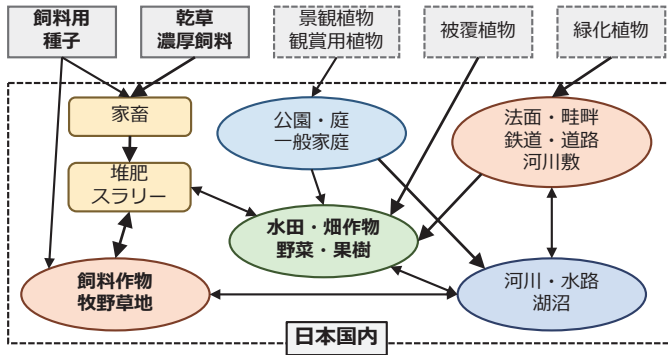 飼料用
種子
乾草
濃厚飼料
景観植物
観賞用植物
被覆植物
緑化植物
家畜
堆肥
スラリー
公園・庭
一般家庭
法面・畦畔
鉄道・道路
河川敷
水田・畑作物
野菜・果樹
飼料作物
牧野草地
河川・水路
湖沼
日本国内